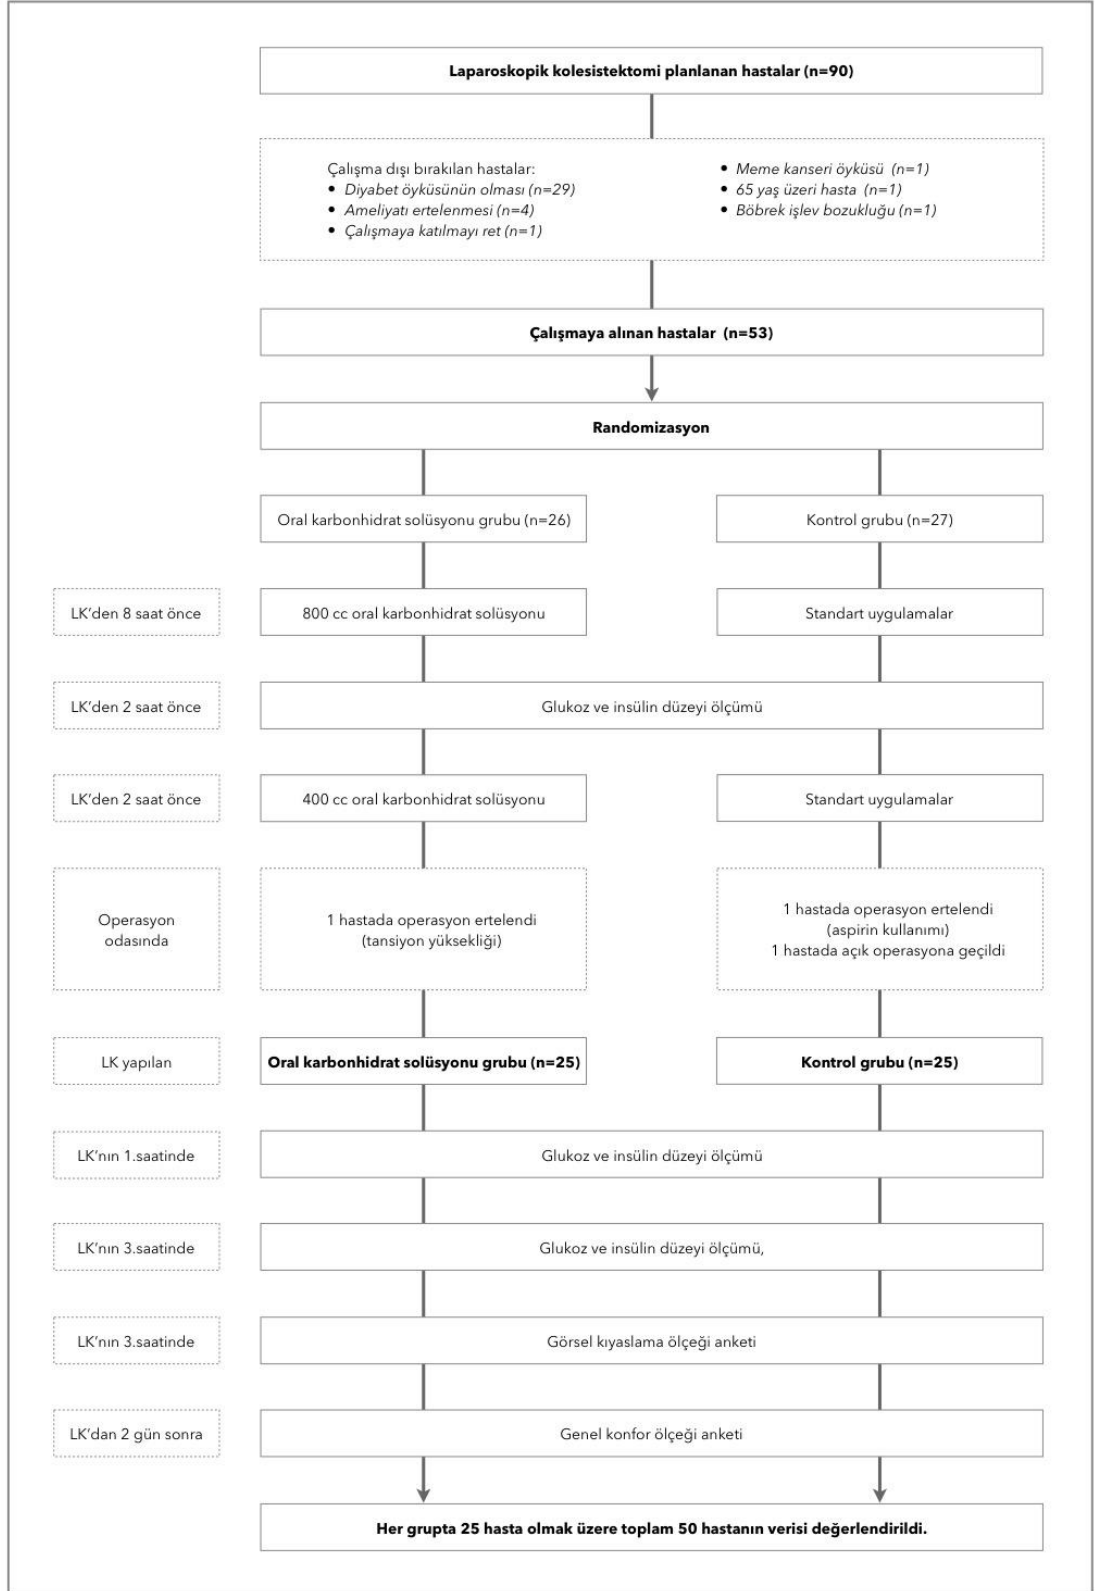 Laparoskopik kolesistektomi planlanan hastalar (n=90)
Çalışma dışı bırakılan hastalar:
• Diyabet öyküsünün olması (n=29)
• Ameliyatı ertelenmesi (n=4)
• Çalışmaya katılmayı ret (n=1)
• Meme kanseri öyküsü (n=1)
• 65 yaş üzeri hasta (n=1)
• Böbrek işlev bozukluğu (n=1)
Çalışmaya alınan hastalar (n=53)
Randomizasyon
Oral karbonhidrat solüsyonu grubu (n=26)
Kontrol grubu (n=27)
LK’den 8 saat önce
800 cc oral karbonhidrat solüsyonu
Standart uygulamalar
LK’den 2 saat önce
Glukoz ve insülin düzeyi ölçümü
LK’den 2 saat önce
400 cc oral karbonhidrat solüsyonu
Standart uygulamalar
Operasyon
odasında
1 hastada operasyon ertelendi
(tansiyon yüksekliği)
1 hastada operasyon ertelendi
(aspirin kullanımı)
1 hastada açık operasyona geçildi
LK yapılan
Oral karbonhidrat solüsyonu grubu (n=25)
Kontrol grubu (n=25)
LK’nın 1.saatinde
Glukoz ve insülin düzeyi ölçümü
LK’nın 3.saatinde
Glukoz ve insülin düzeyi ölçümü,
LK’nın 3.saatinde
Görsel kıyaslama ölçeği anketi
LK’dan 2 gün sonra
Genel konfor ölçeği anketi
Her grupta 25 hasta olmak üzere toplam 50 hastanın verisi değerlendirildi.